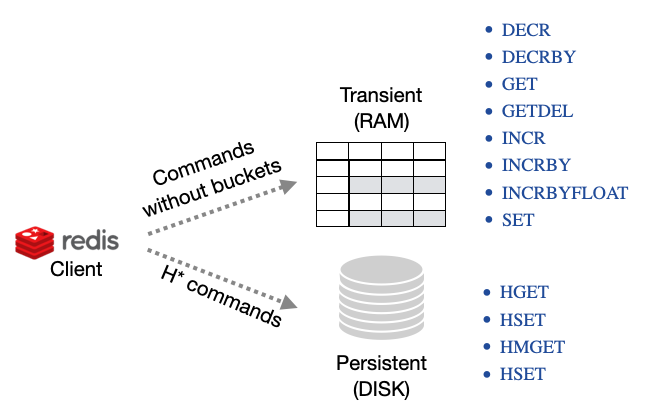 DECR
DECRBY
GET
GETDEL
INCR
INCRBY
INCRBYFLOAT
SET
Transient
(RAM)
Commands
without buckets
redis
Client
H* commands
Persistent
(DISK)
HGET
HSET
HMGET
HSET